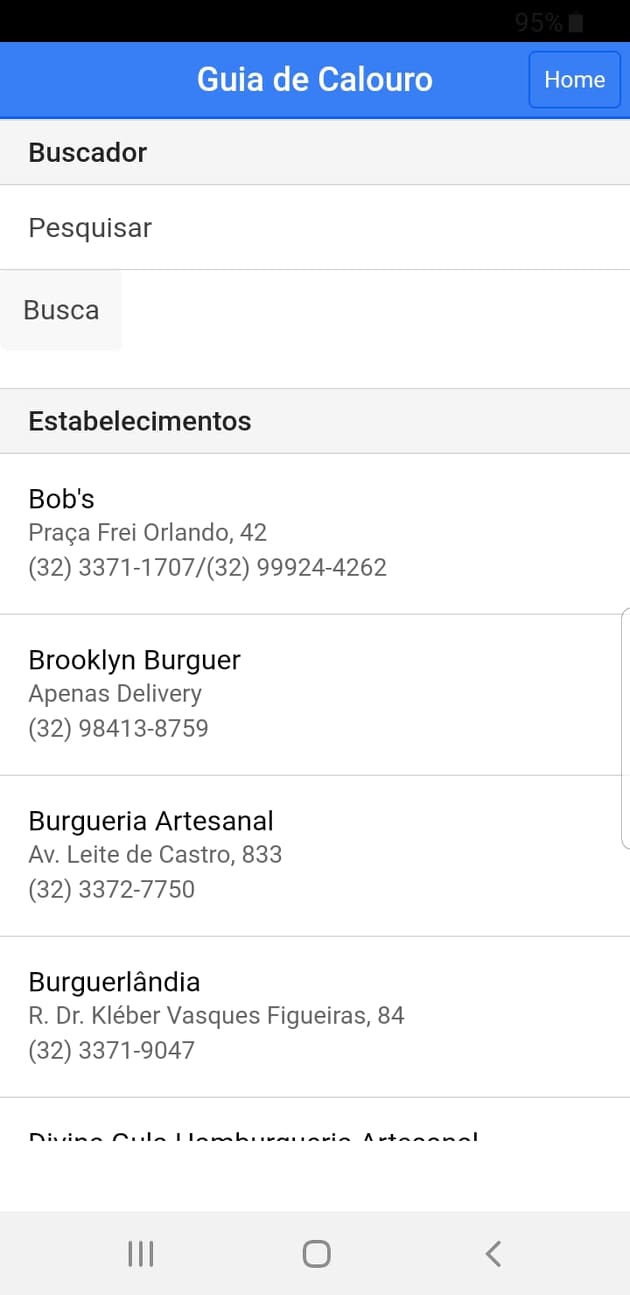 95%
Guia de Calouro
Home
Buscador
Pesquisar
Busca
Estabelecimentos
Bob's
Praça Frei Orlando, 42
(32) 3371-1707/(32) 99924-4262
Brooklyn Burguer
Apenas Delivery
(32) 98413-8759
Burgueria Artesanal
Av. Leite de Castro, 833
(32) 3372-7750
Burguerlândia
R. Dr. Kléber Vasques Figueiras, 84
(32) 3371-9047
Hamburgueria Artesanal